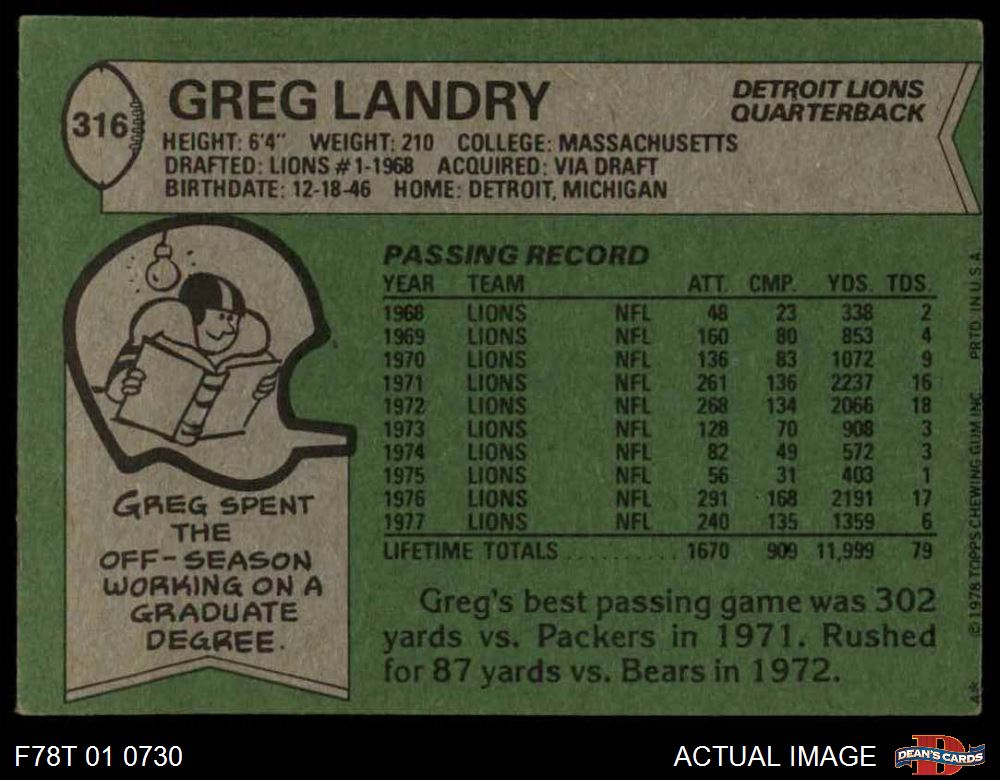 316
GREG LANDRY
DETROIT LIONS
QUARTERBACK
HEIGHT: 6'4" WEIGHT: 210 COLLEGE: MASSACHUSETTS
DRAFTED: LIONS #1-1968 ACQUIRED: VIA DRAFT
BIRTHDATE: 12-18-46 HOME: DETROIT, MICHIGAN
PASSING RECORD
YEAR TEAM ATT. CMP. YDS. TDS.
1968 LIONS NFL 48 23 338 2
1969 LIONS NFL 160 80 853 4
1970 LIONS NFL 136 83 1072 9
1971 LIONS NFL 261 136 2237 16
1972 LIONS NFL 268 134 2066 18
1973 LIONS NFL 128 70 908 3
1974 LIONS NFL 82 49 572 3
1975 LIONS NFL 56 31 403 1
1976 LIONS NFL 291 168 2191 17
1977 LIONS NFL 240 135 1359 6
LIFETIME TOTALS .......... 1670 909 11,999 79
GREG SPENT
THE
OFF-SEASON
WORKING ON A
GRADUATE
DEGREE.
Greg's best passing game was 302
yards vs. Packers in 1971. Rushed
for 87 yards vs. Bears in 1972.
© 1978 TOPPS CHEWING GUM INC. PRTD. IN U.S.A.
F78T 01 0730
ACTUAL IMAGE
D
DEAN'S CARDS